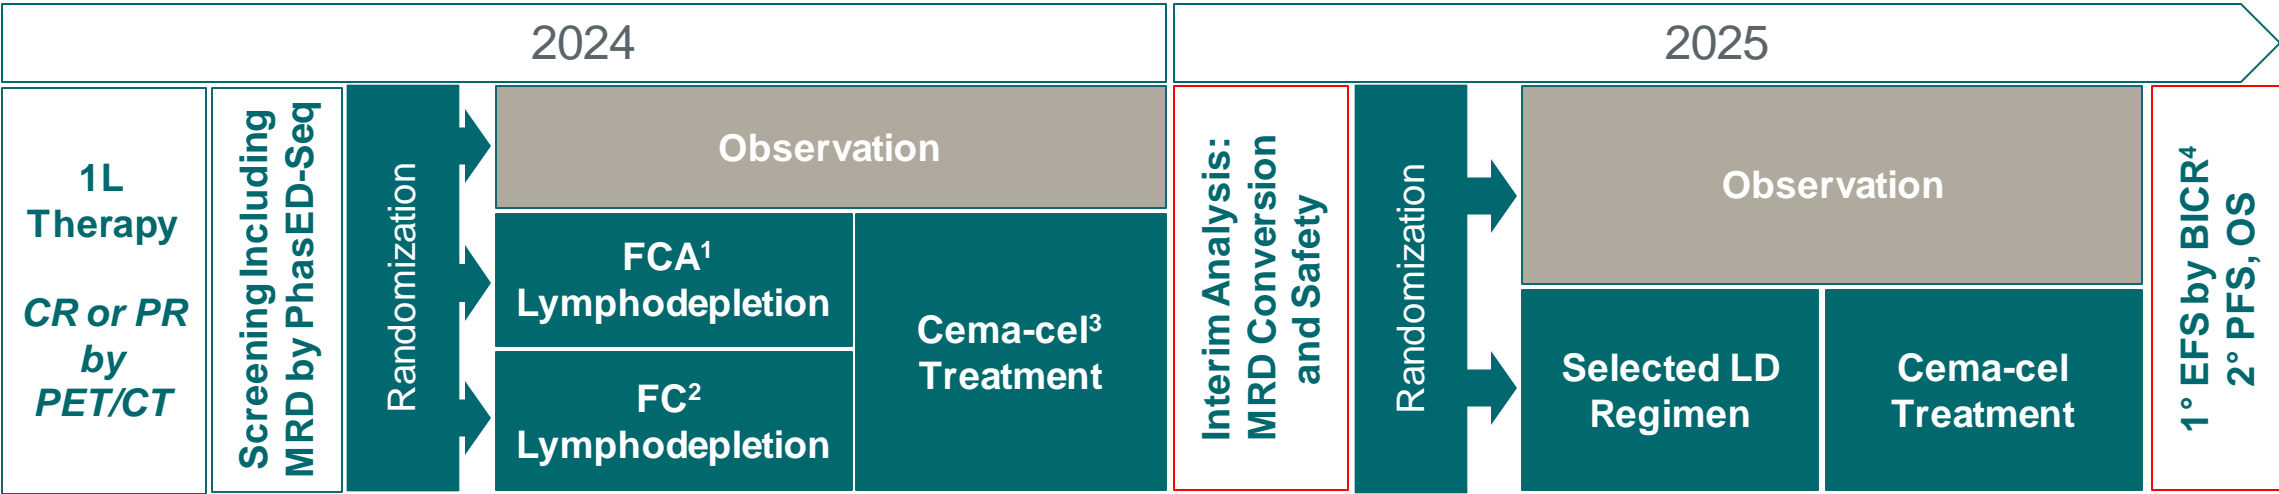 2024
2025
1L
Therapy
CR or PR
by
PET/CT
Screening Including
MRD by PhasED-Seq
Randomization
Observation
FCA¹
Lymphodepletion
FC²
Lymphodepletion
Cema-cel³
Treatment
Interim Analysis:
MRD Conversion
and Safety
Randomization
Observation
Selected LD
Regimen
Cema-cel
Treatment
1° EFS by BICR⁴
2° PFS, OS